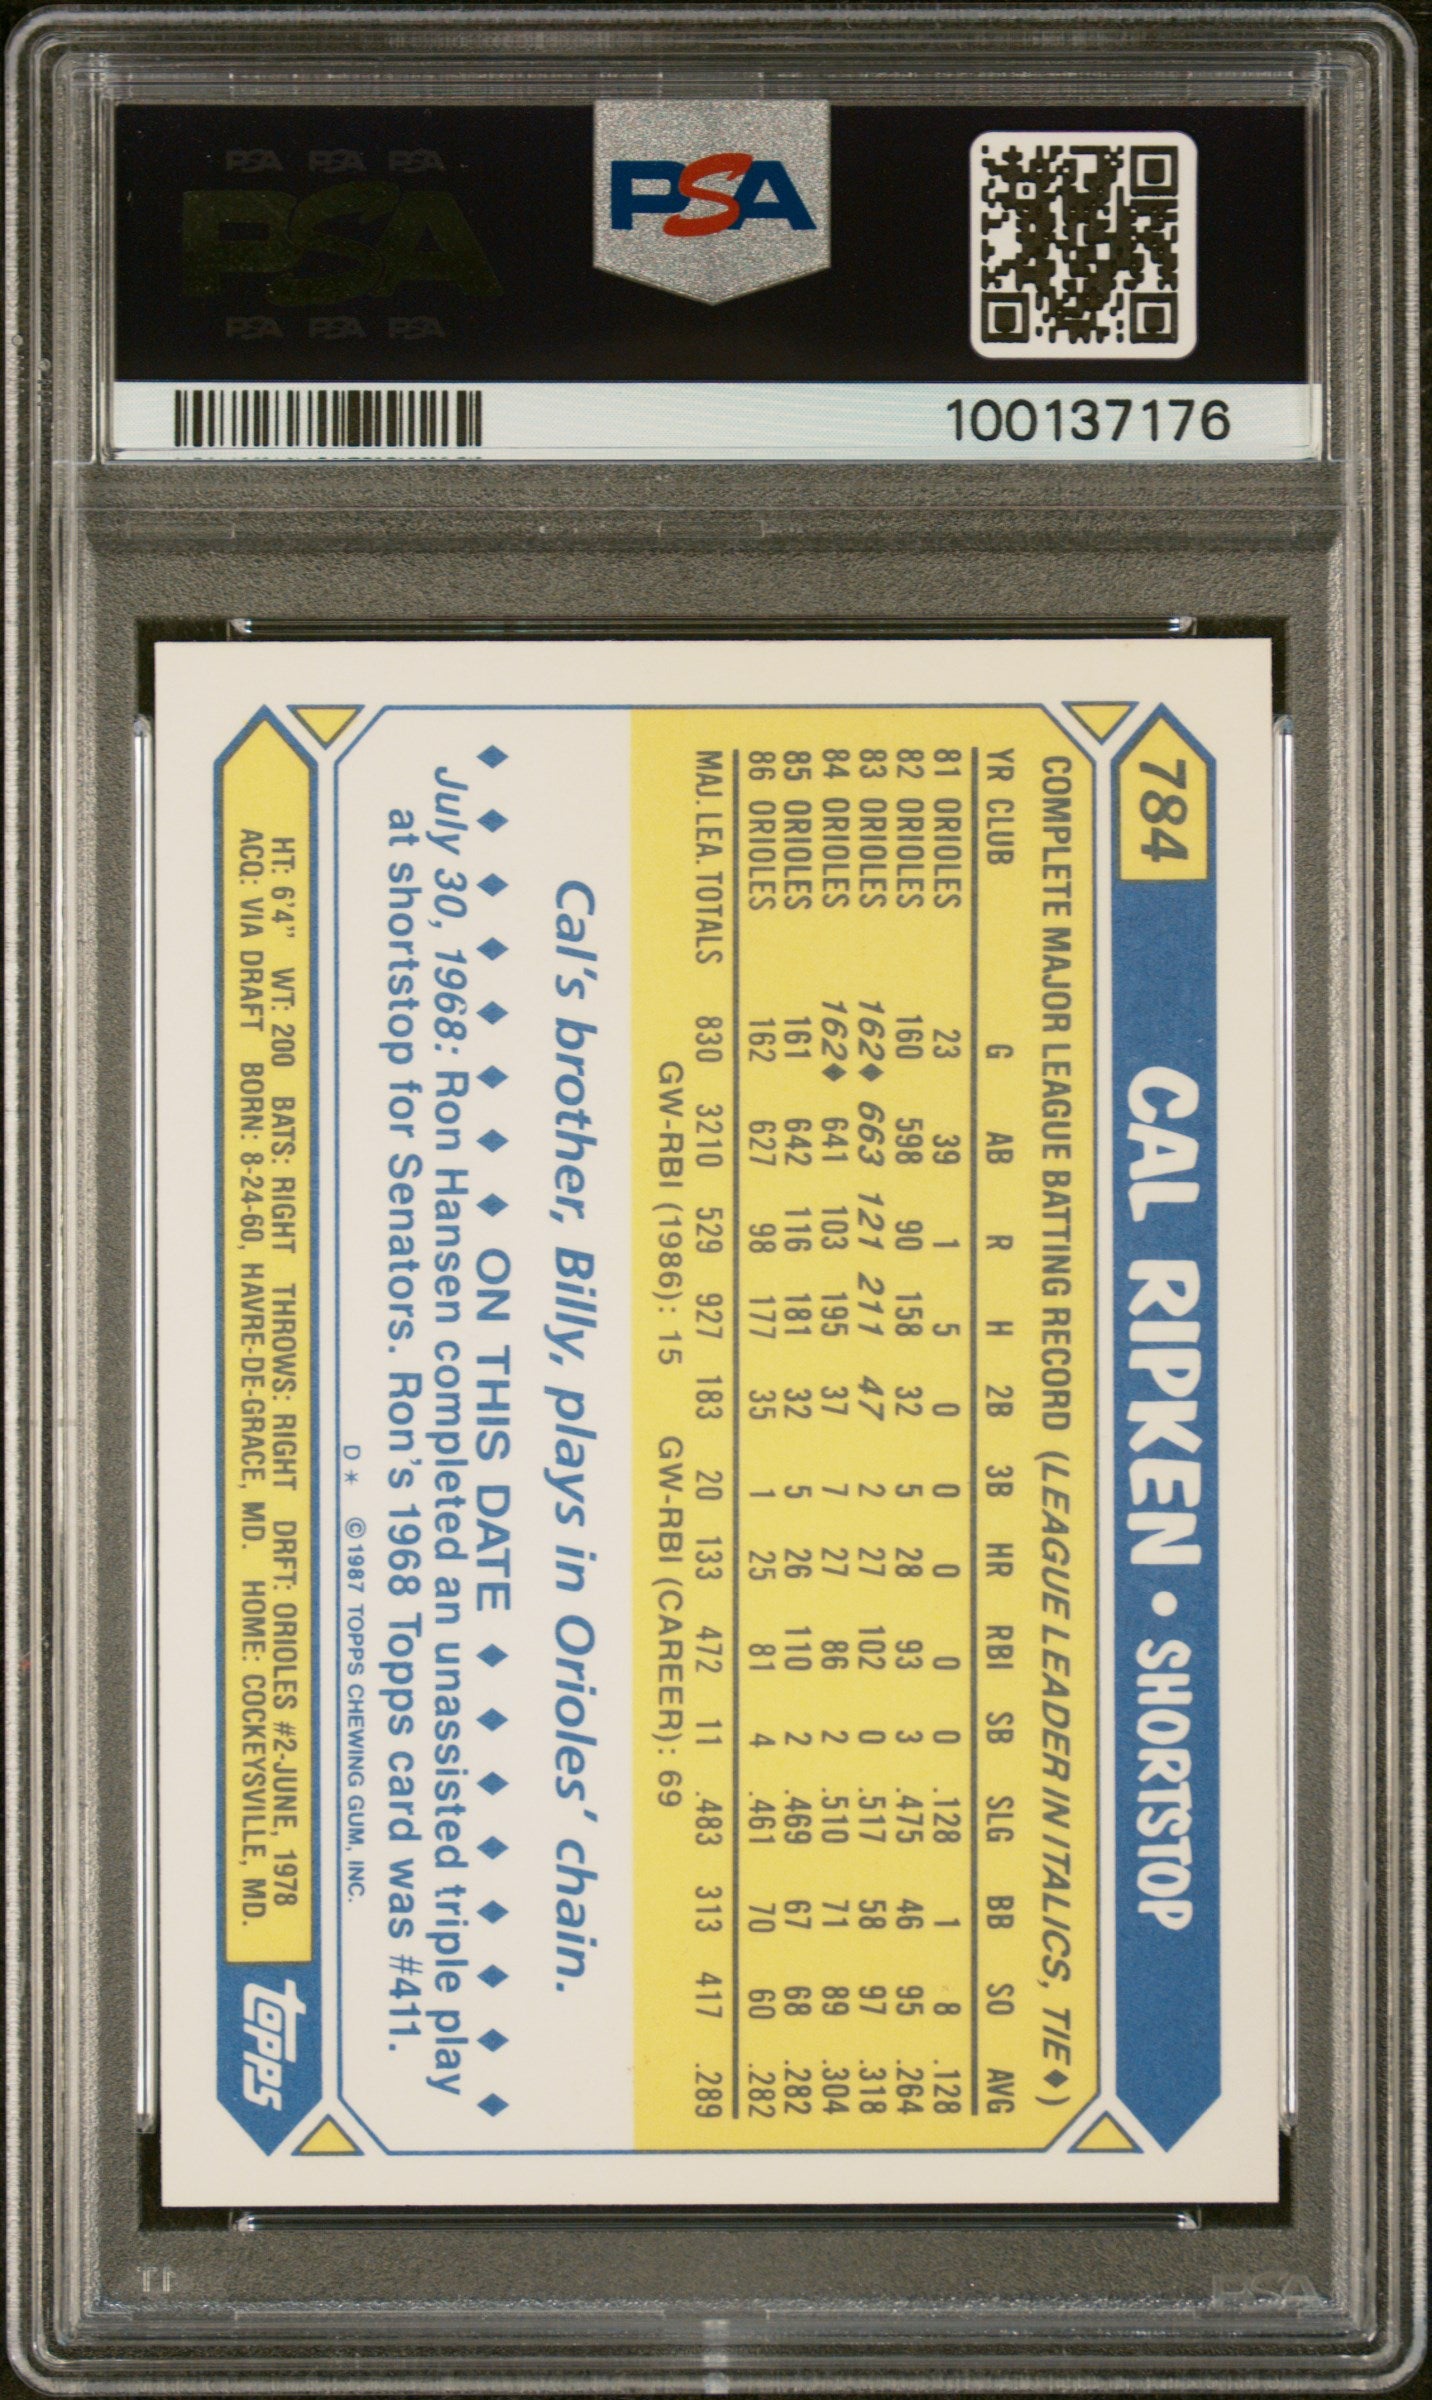 PSA PSA PSA
PSA
PSA PSA PSA
PSA
100137176
784 CAL RIPKEN • SHORTSTOP
COMPLETE MAJOR LEAGUE BATTING RECORD (LEAGUE LEADER IN ITALICS, TIE ♦)
YR CLUB G AB R H 2B 3B HR RBI SB SLG BB SO AVG
81 ORIOLES 23 39 1 5 0 0 0 0 0 .128 1 8 .128
82 ORIOLES 160 598 90 158 32 5 28 93 3 .475 46 95 .264
83 ORIOLES 162♦ 663 121 211 47 2 27 102 0 .517 58 97 .318
84 ORIOLES 162♦ 641 103 195 37 7 27 86 2 .510 71 89 .304
85 ORIOLES 161 642 116 181 32 5 26 110 2 .469 67 68 .282
86 ORIOLES 162 627 98 177 35 1 25 81 4 .461 70 60 .282
MAJ. LEA. TOTALS 830 3210 529 927 183 20 133 472 11 .483 313 417 .289
GW-RBI (1986): 15 GW-RBI (CAREER): 69
Cal's brother, Billy, plays in Orioles' chain.
♦ ♦ ♦ ♦ ♦ ♦ ♦ ♦ ON THIS DATE ♦ ♦ ♦ ♦ ♦ ♦ ♦ ♦
July 30, 1968: Ron Hansen completed an unassisted triple play
at shortstop for Senators. Ron's 1968 Topps card was #411.
D* ©1987 TOPPS CHEWING GUM, INC.
HT: 6'4" WT: 200 BATS: RIGHT THROWS: RIGHT DRFT: ORIOLES #2-JUNE, 1978
ACQ: VIA DRAFT BORN: 8-24-60, HAVRE-DE-GRACE, MD. HOME: COCKEYSVILLE, MD.
topps
PSA